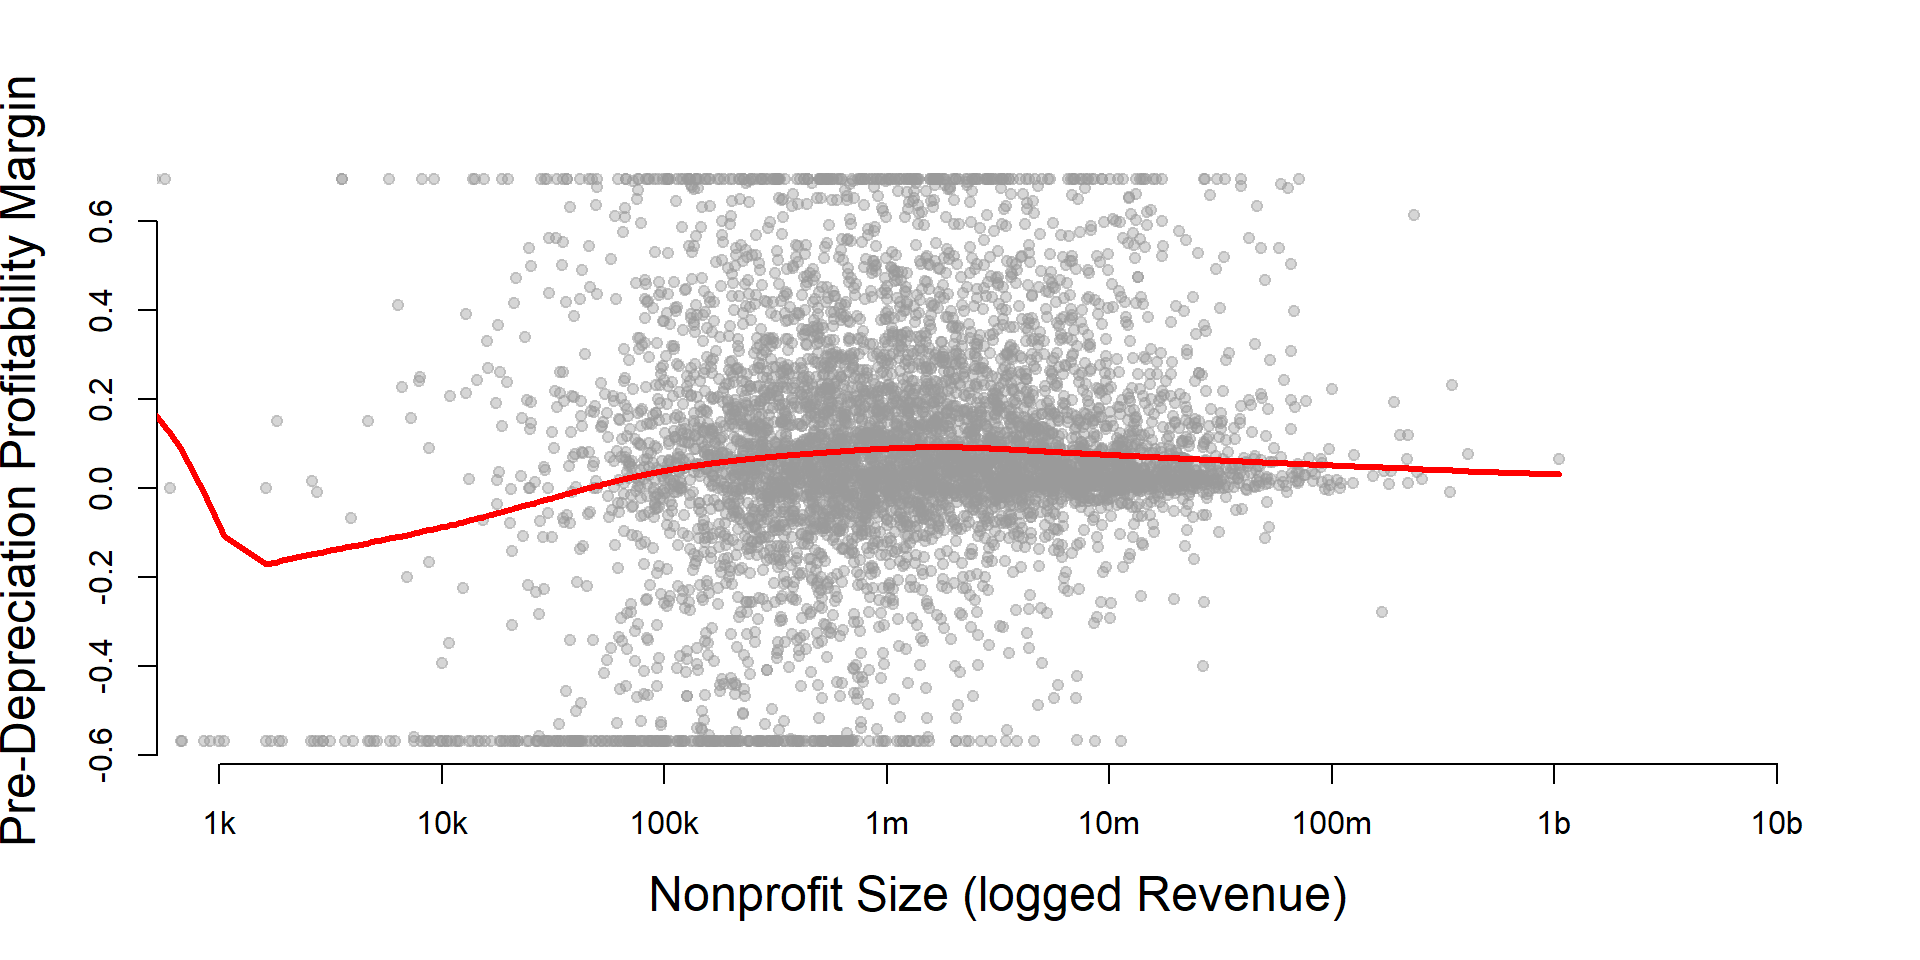 Pre-Depreciation Profitability Margin
0.6
0.4
0.2
0.0
-0.2
-0.4
-0.6
1k 10k 100k 1m 10m 100m 1b 10b
Nonprofit Size (logged Revenue)